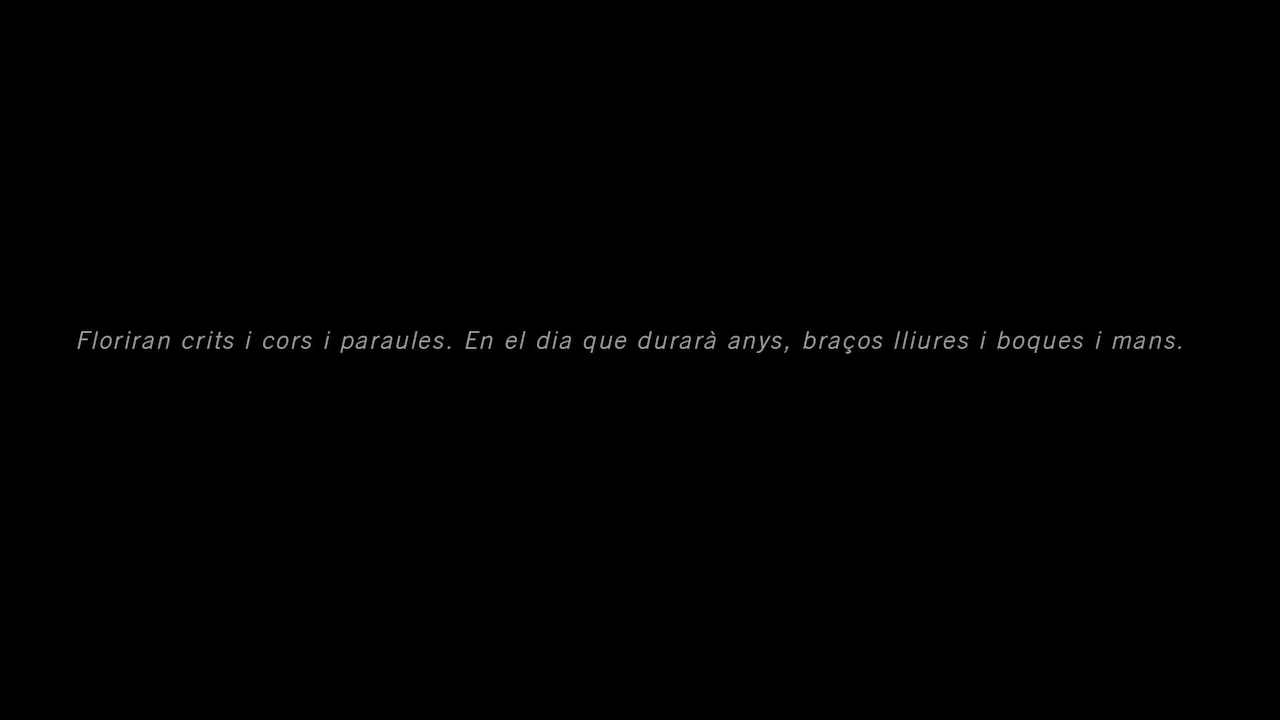 Floriran crits i cors i paraules. En el dia que durarà anys, braços lliures i boques i mans.